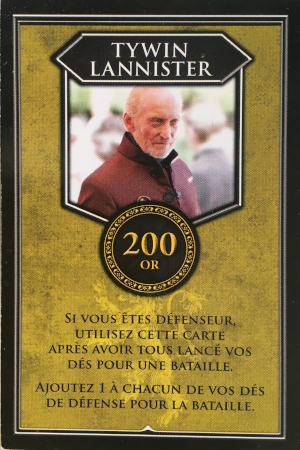 TYWIN
LANNISTER
200
OR
SI VOUS ÊTES DÉFENSEUR,
UTILISEZ CETTE CARTE
APRÈS AVOIR TOUS LANCÉ VOS
DÉS POUR UNE BATAILLE.
AJOUTEZ 1 À CHACUN DE VOS DÉS
DE DÉFENSE POUR LA BATAILLE.